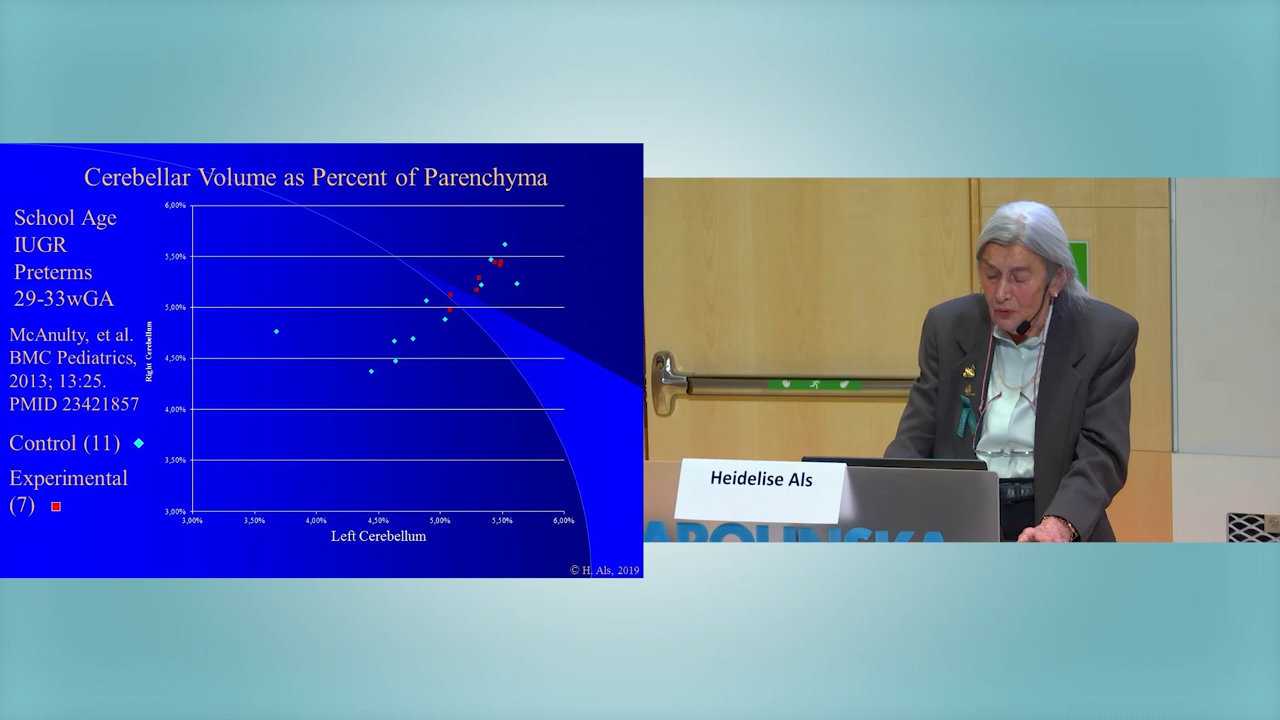 Cerebellar Volume as Percent of Parenchyma
School Age
IUGR
Preterms
29-33wGA
McAnulty, et al.
BMC Pediatrics,
2013; 13:25.
PMID 23421857
Control (11)
Experimental
(7)
Right Cerebellum
6,00%
5,50%
5,00%
4,50%
4,00%
3,50%
3,00%
3,00% 3,50% 4,00% 4,50% 5,00% 5,50% 6,00%
Left Cerebellum
© H. Als, 2019
Heidelise Als
KAROLINSKA